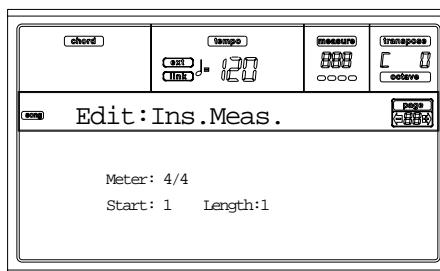 chord tempo measure transpose
ext link ♩= 120 888 C 0
octave
song Edit:Ins.Meas. page
88
Meter: 4/4
Start: 1 Length:1